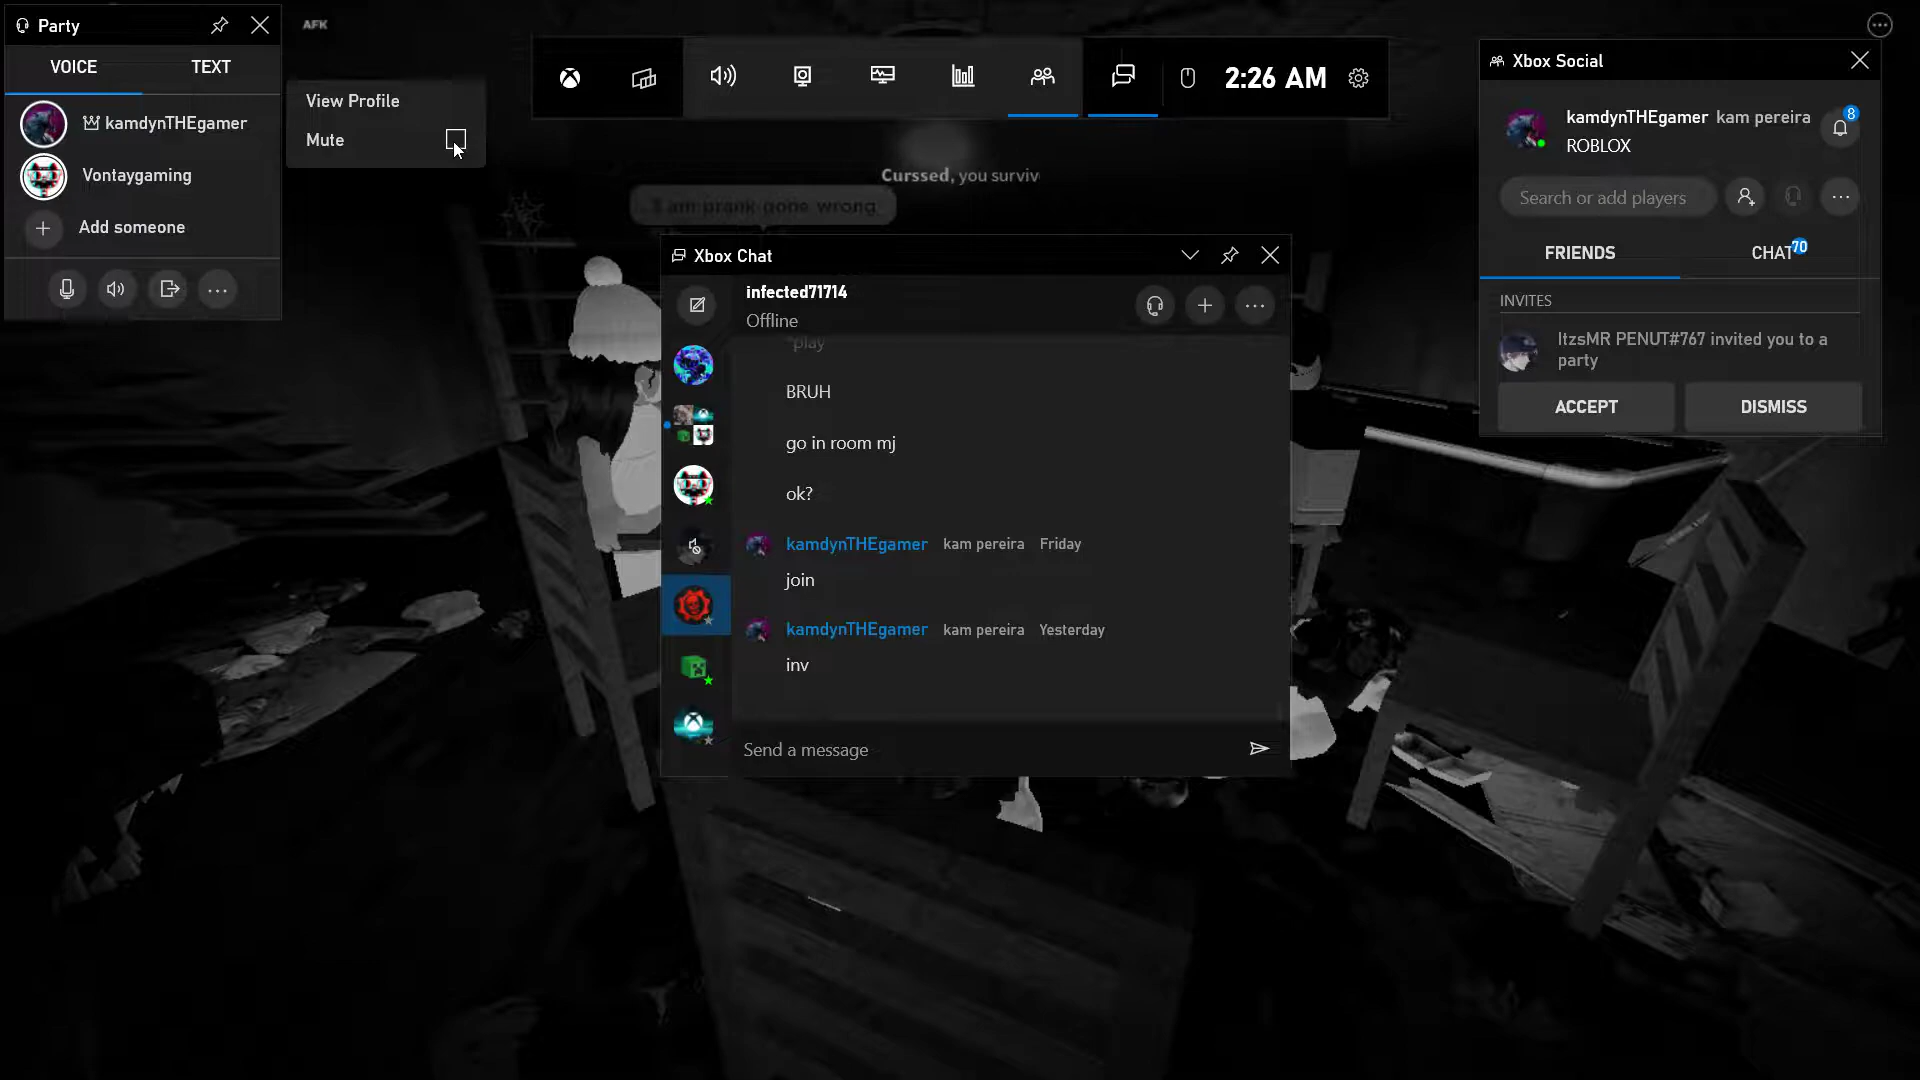 Party
AFK
VOICE
TEXT
kamdynTHEgamer
Vontaygaming
Add someone
View Profile
Mute
2:26 AM
Curssed, you surviv
I am prank gone wrong
Xbox Chat
infected71714
Offline
*play
BRUH
go in room mj
ok?
kamdynTHEgamer kam pereira Friday
join
kamdynTHEgamer kam pereira Yesterday
inv
Send a message
Xbox Social
kamdynTHEgamer kam pereira
8
ROBLOX
Search or add players
FRIENDS
CHAT 70
INVITES
ItzsMR PENUT#767 invited you to a
party
ACCEPT
DISMISS